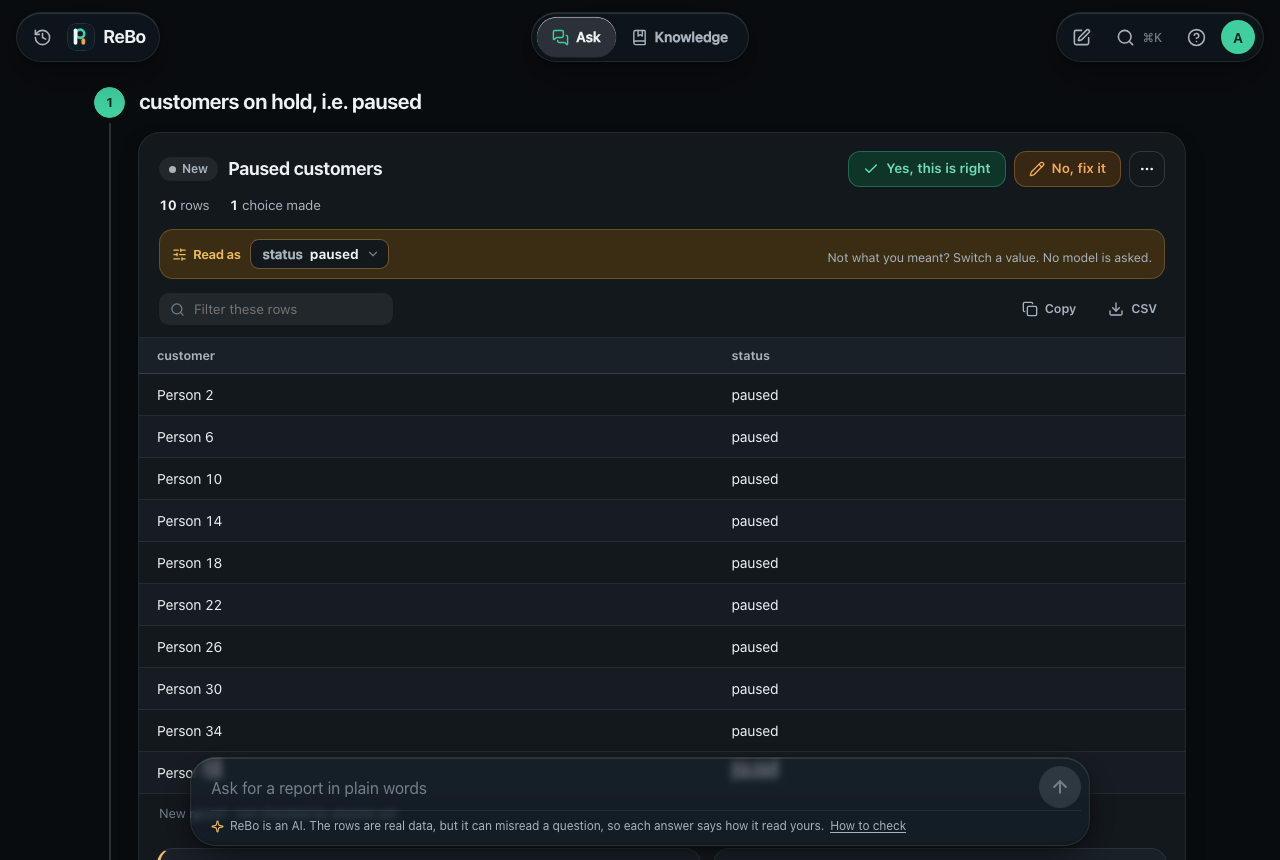 ReBo
Ask
Knowledge
⌘K
A
1
customers on hold, i.e. paused
New
Paused customers
Yes, this is right
No, fix it
10 rows
1 choice made
Read as
status paused
Not what you meant? Switch a value. No model is asked.
Filter these rows
Copy
CSV
customer status
Person 2 paused
Person 6 paused
Person 10 paused
Person 14 paused
Person 18 paused
Person 22 paused
Person 26 paused
Person 30 paused
Person 34 paused
Perso
Ask for a report in plain words
New
ReBo is an AI. The rows are real data, but it can misread a question, so each answer says how it read yours. How to check